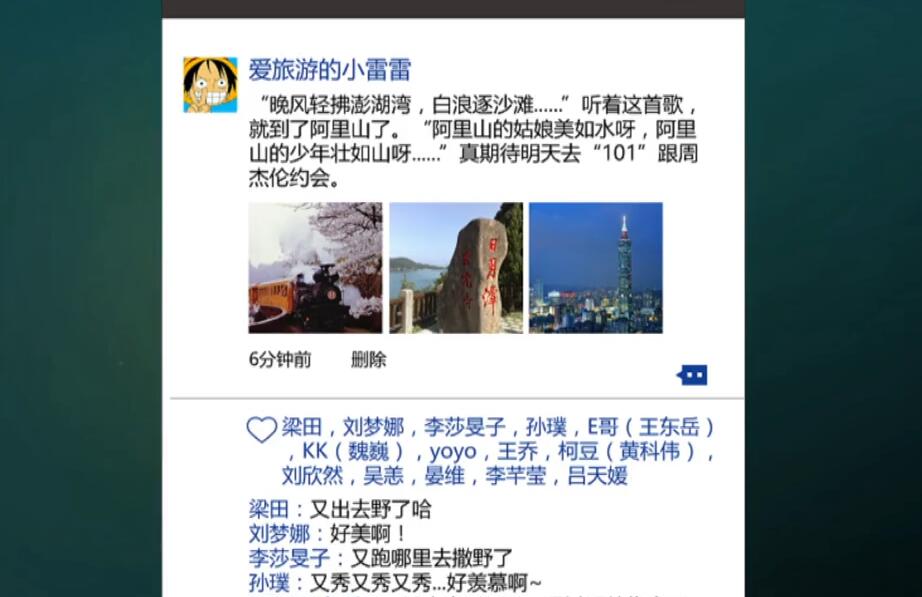 爱旅游的小雷雷
“晚风轻拂澎湖湾，白浪逐沙滩......”听着这首歌，
就到了阿里山了。“阿里山的姑娘美如水呀，阿里
山的少年壮如山呀......”真期待明天去“101”跟周
杰伦约会。
日月潭
6分钟前 删除
梁田，刘梦娜，李莎旻子，孙璞，E哥（王东岳）
，KK（魏巍），yoyo，王乔，柯豆（黄科伟），
刘欣然，吴恙，晏维，李芊莹，吕天媛
梁田：又出去野了哈
刘梦娜：好美啊！
李莎旻子：又跑哪里去撒野了
孙璞：又秀又秀又秀...好羡慕啊~